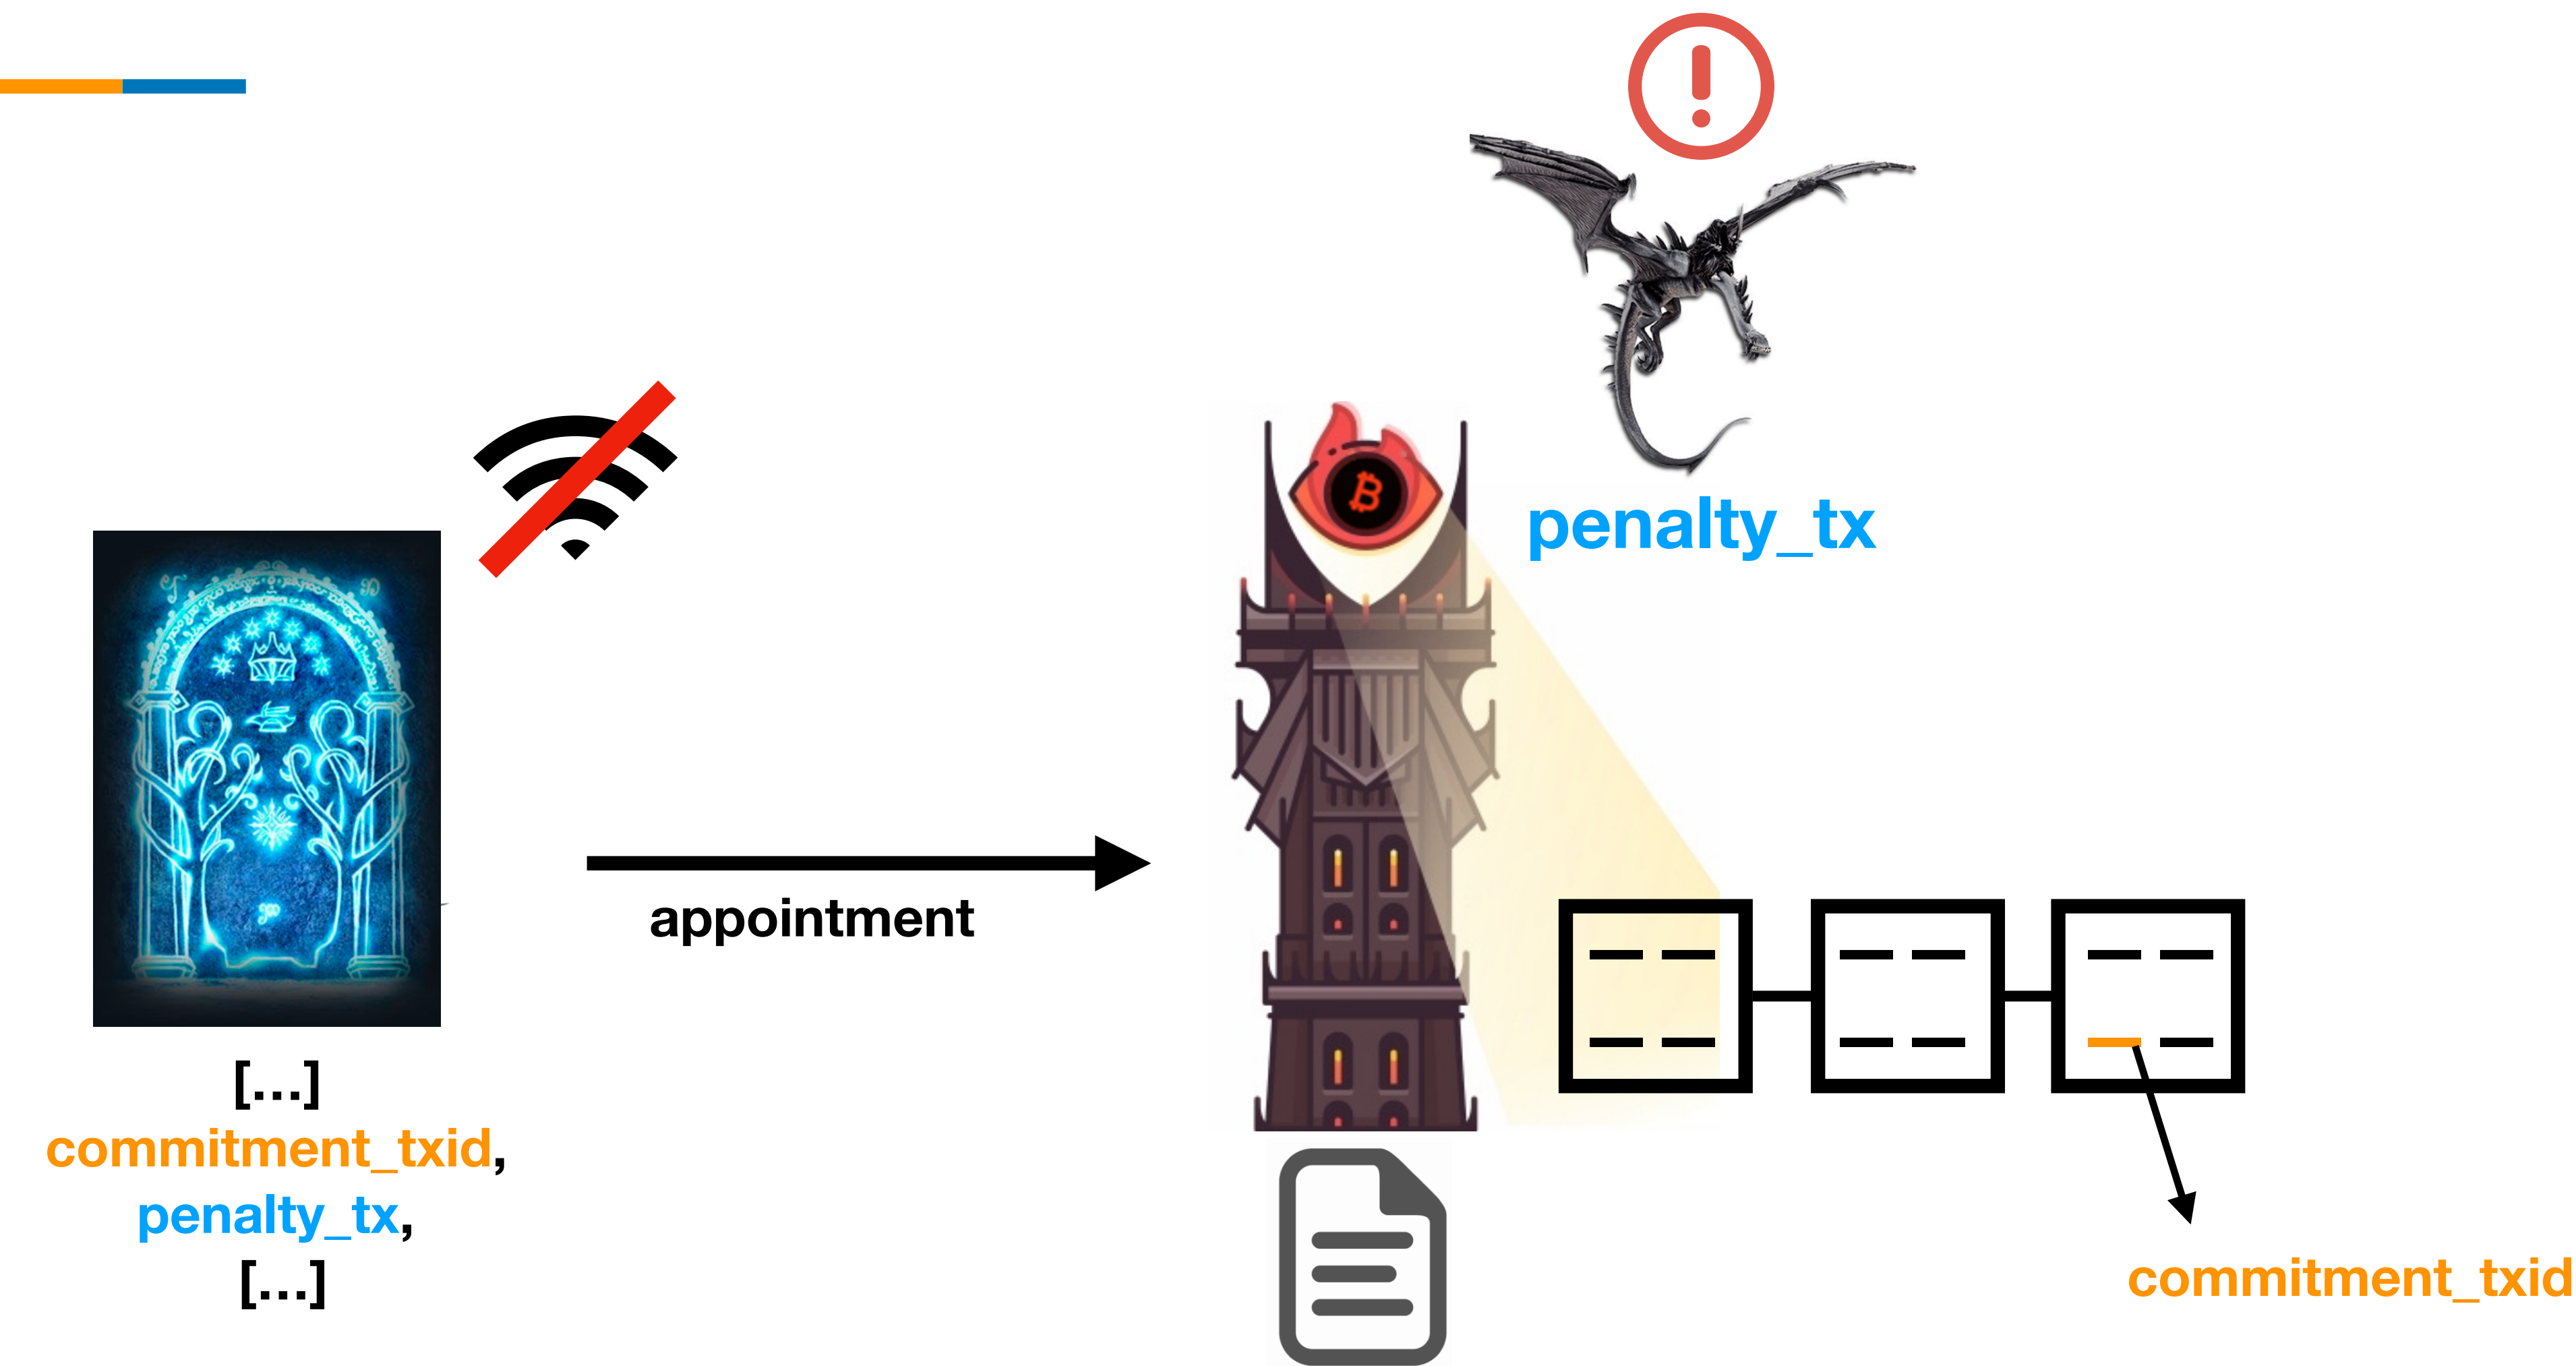 […]
commitment_txid,
penalty_tx,
[…]
appointment
penalty_tx
commitment_txid